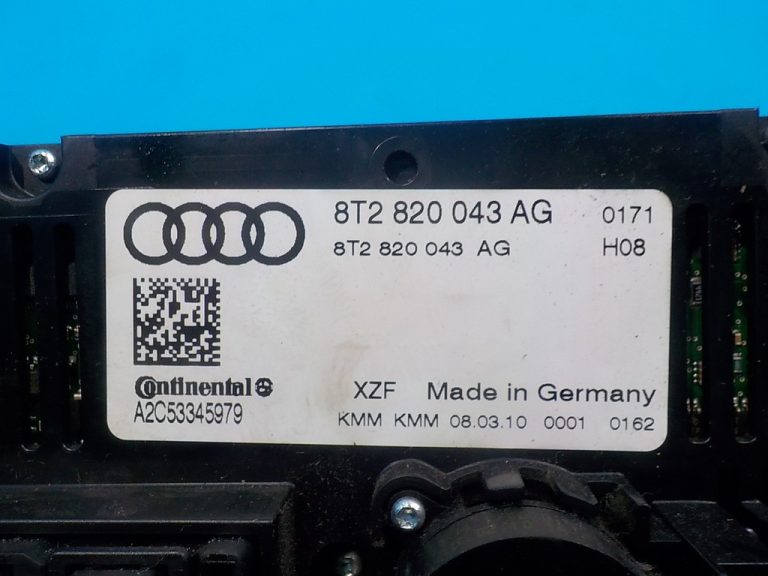 8T2 820 043 AG 0171
8T2 820 043 AG H08
Continental
A2C53345979
XZF Made in Germany
KMM KMM 08.03.10 0001 0162